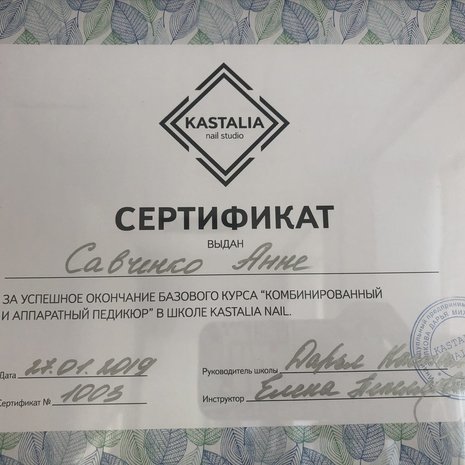 KASTALIA
nail studio
СЕРТИФИКАТ
ВЫДАН
Савченко Анне
ЗА УСПЕШНОЕ ОКОНЧАНИЕ БАЗОВОГО КУРСА "КОМБИНИРОВАННЫЙ
И АППАРАТНЫЙ ПЕДИКЮР" В ШКОЛЕ KASTALIA NAIL.
Дата 27.01.2019 Руководитель школы Дарья
Сертификат № 1003 Инструктор Елена